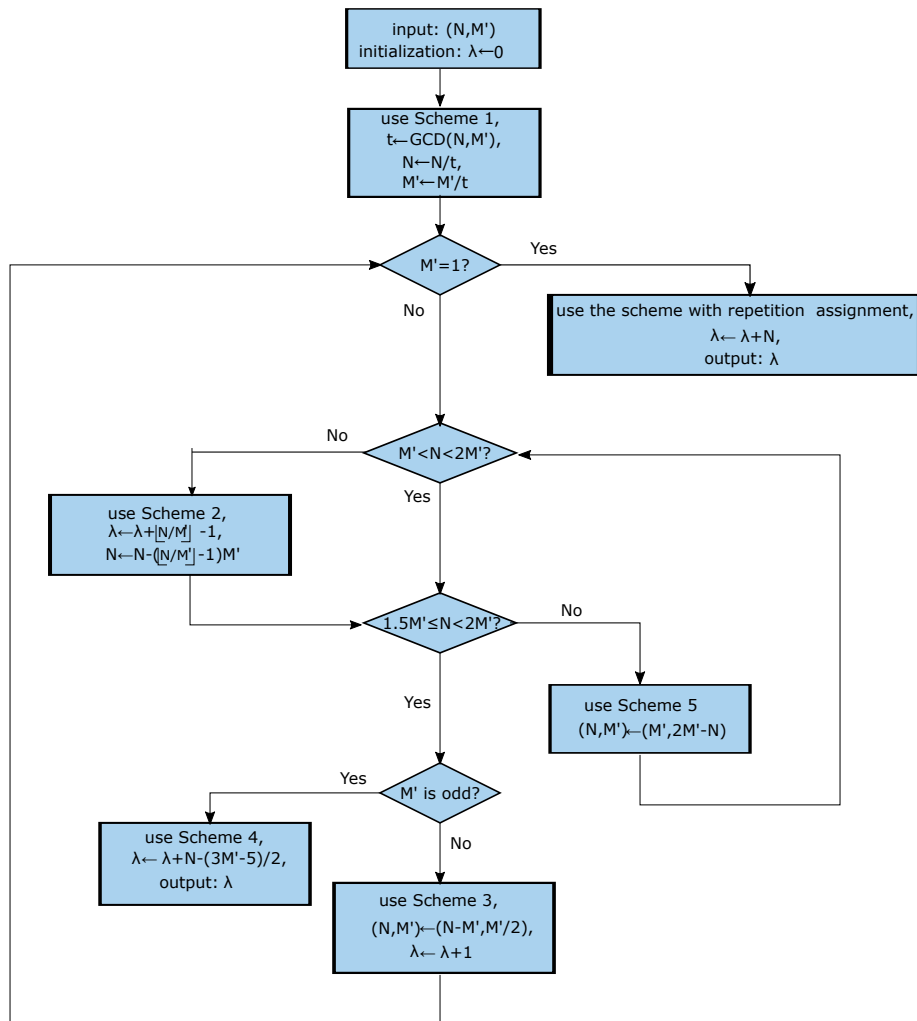 input: (N,M')
initialization: λ←0
use Scheme 1,
t←GCD(N,M'),
N←N/t,
M'←M'/t
M'=1?
Yes
No
use the scheme with repetition assignment,
λ← λ+N,
output: λ
M'<N<2M'?
No
Yes
use Scheme 2,
λ←λ+⌊N/M'⌋ -1,
N←N-(⌊N/M'⌋-1)M'
1.5M'≤N<2M'?
No
Yes
use Scheme 5
(N,M')←(M',2M'-N)
M' is odd?
Yes
No
use Scheme 4,
λ← λ+N-(3M'-5)/2,
output: λ
use Scheme 3,
(N,M')←(N-M',M'/2),
λ← λ+1